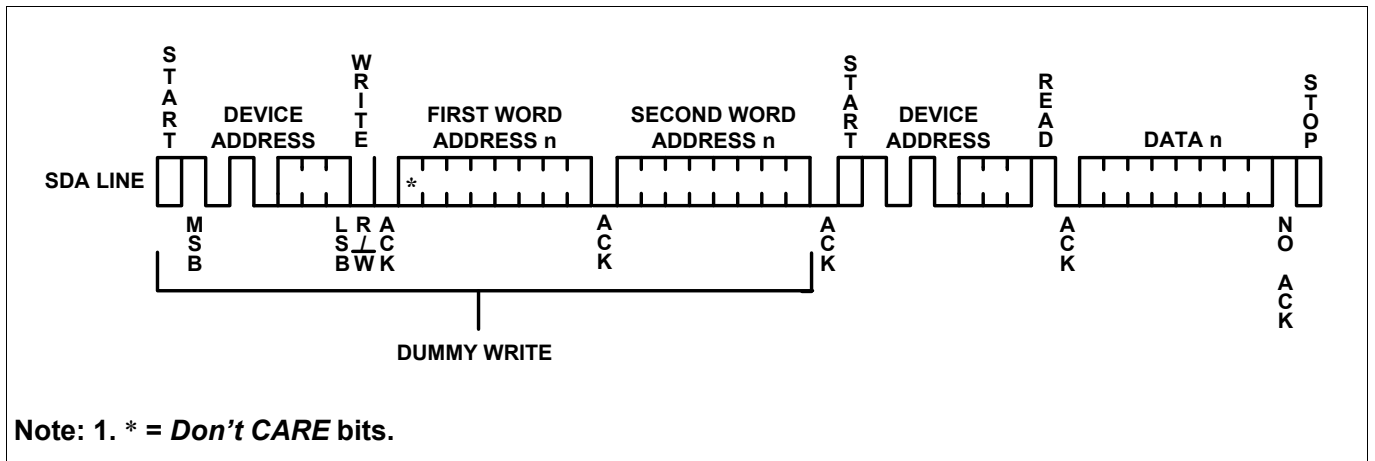 START
WRITE
START
READ
STOP
DEVICE ADDRESS
FIRST WORD ADDRESS n
SECOND WORD ADDRESS n
DEVICE ADDRESS
DATA n
SDA LINE
*
MSB
LSB
R/W
ACK
ACK
ACK
ACK
NO ACK
DUMMY WRITE
Note: 1. * = Don't CARE bits.